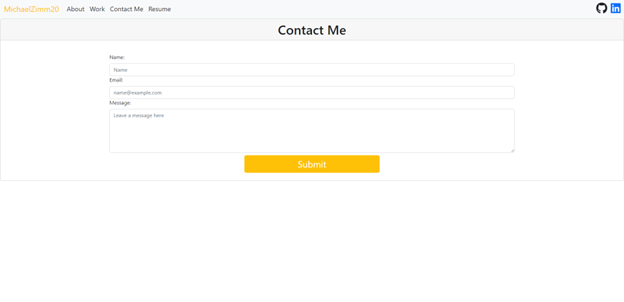 MichaelZimm20 About Work Contact Me Resume
Contact Me
Name:
Name
Email:
name@example.com
Message:
Leave a message here
Submit